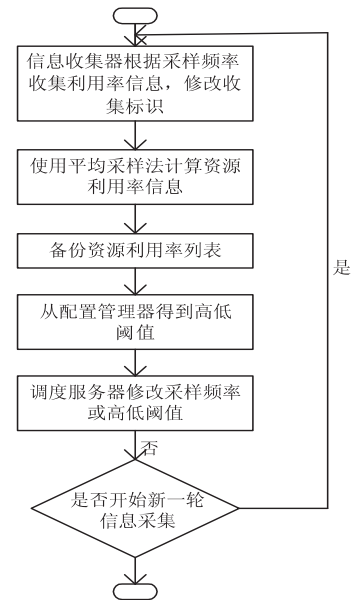 信息收集器根据采样频率
收集利用率信息，修改收
集标识
使用平均采样法计算资源
利用率信息
备份资源利用率列表
是
从配置管理器得到高低
阈值
调度服务器修改采样频率
或高低阈值
否
是否开始新一轮
信息采集